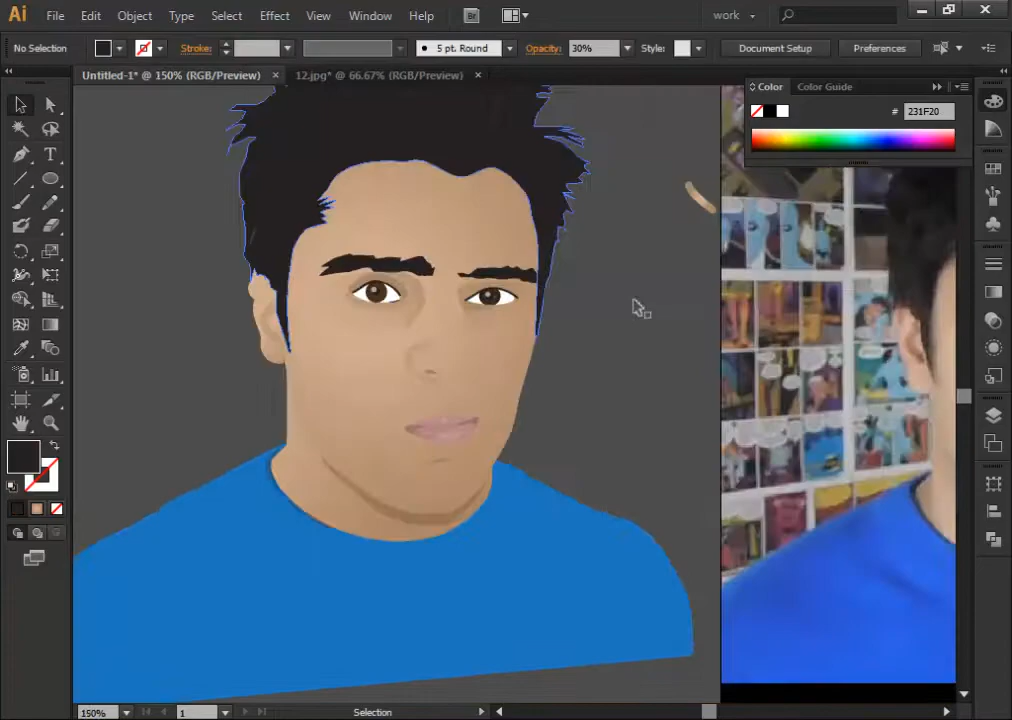 Ai File Edit Object Type Select Effect View Window Help Br work
No Selection Stroke: 5 pt. Round Opacity: 30% Style: Document Setup Preferences
Untitled-1* @ 150% (RGB/Preview) × 12.jpg* @ 66.67% (RGB/Preview) ×
Color Color Guide
# 231F20
150% 1 Selection